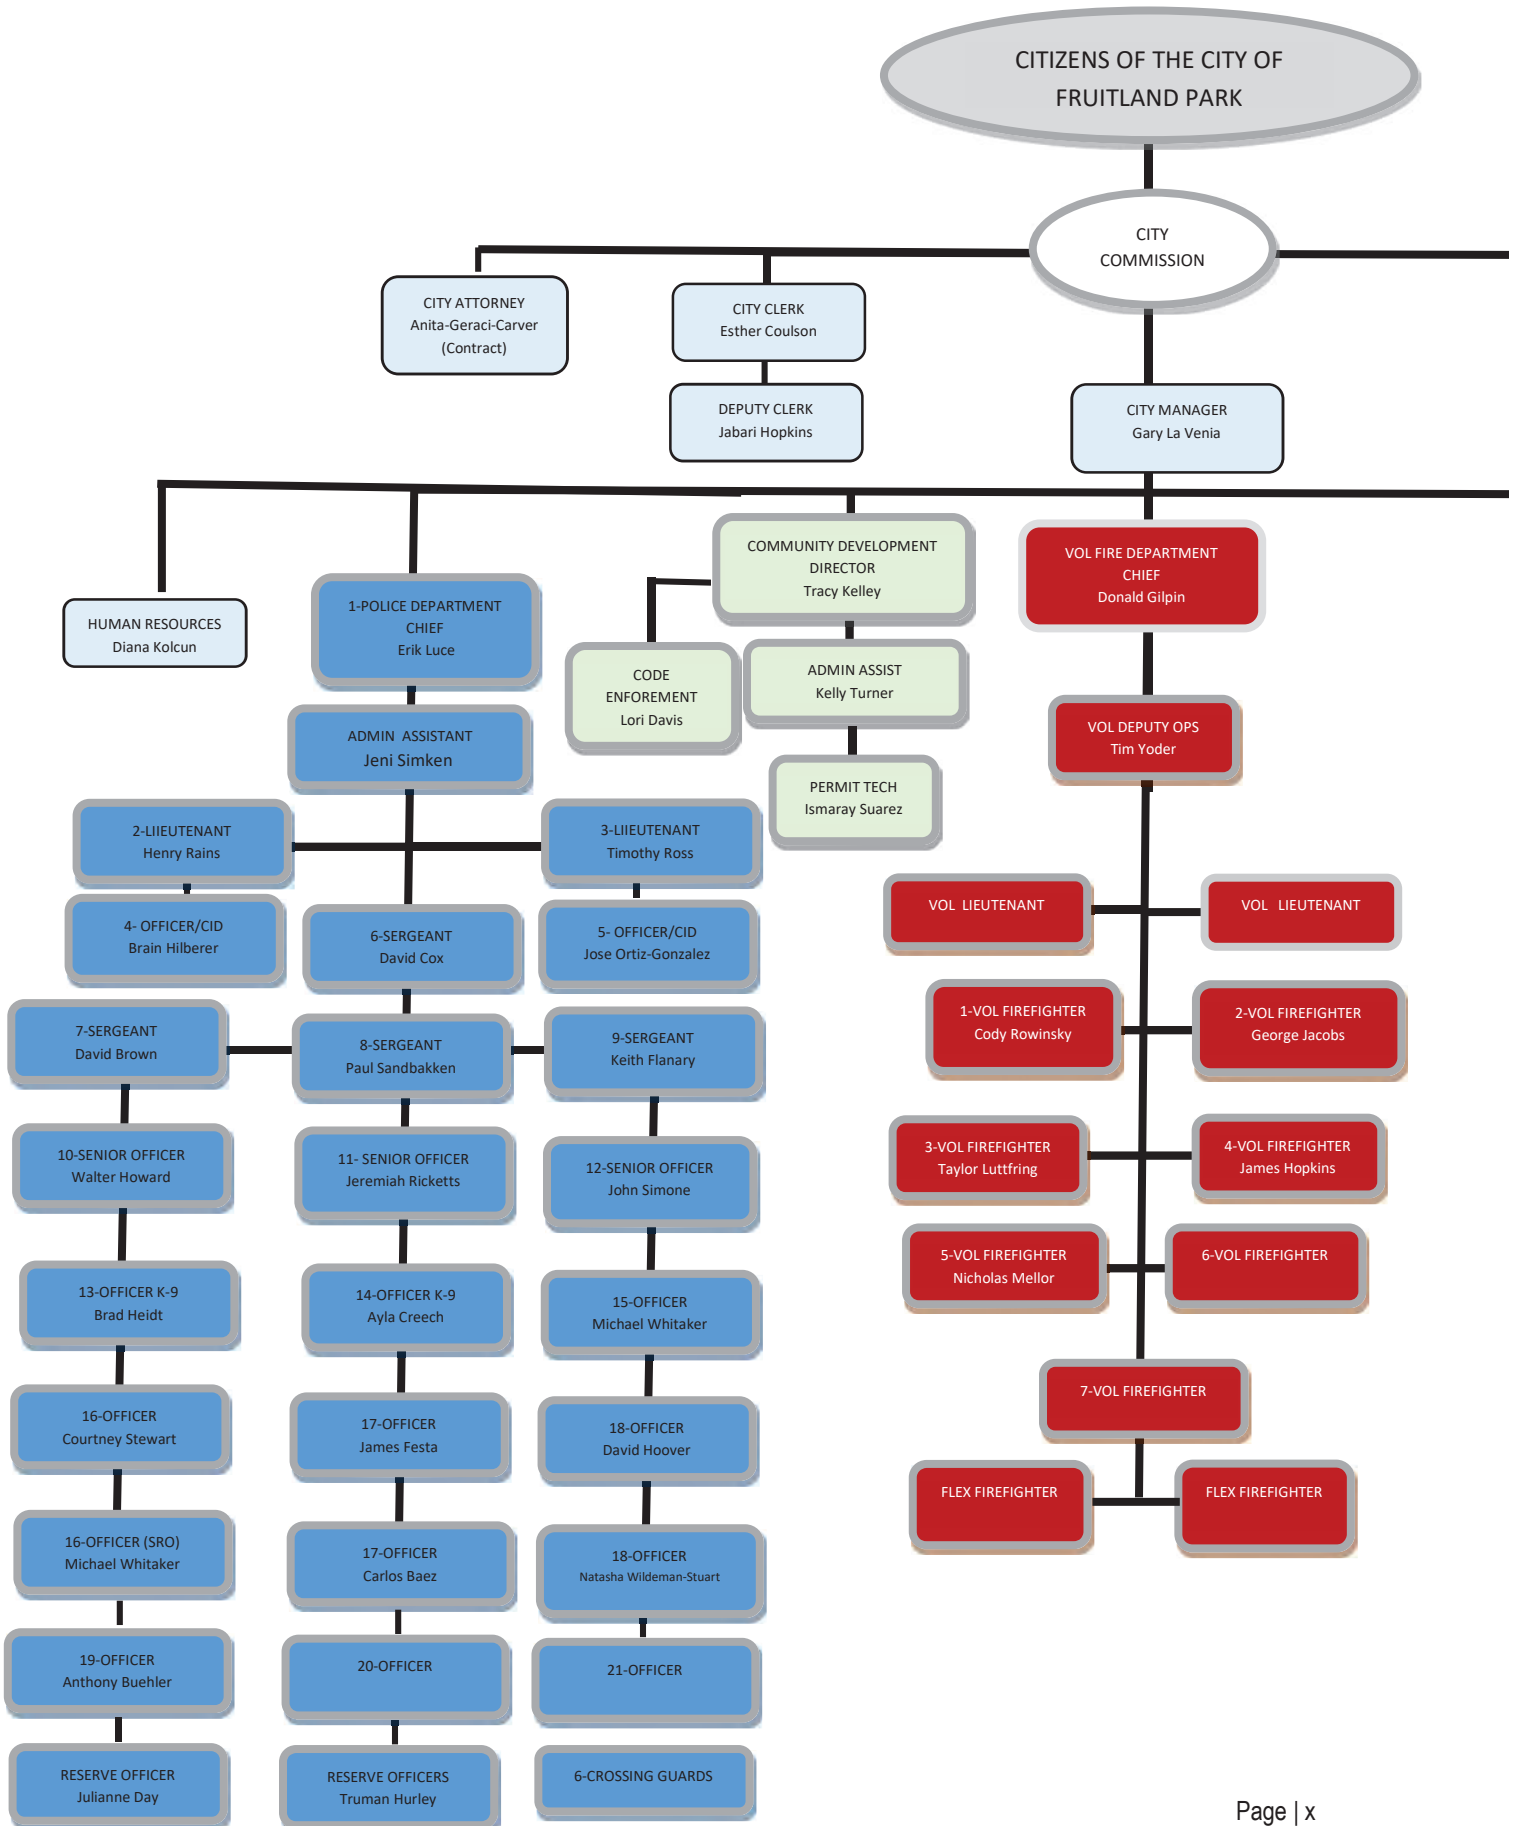 CITIZENS OF THE CITY OF
FRUITLAND PARK
CITY
COMMISSION
CITY ATTORNEY
Anita-Geraci-Carver
(Contract)
CITY CLERK
Esther Coulson
DEPUTY CLERK
Jabari Hopkins
CITY MANAGER
Gary La Venia
HUMAN RESOURCES
Diana Kolcun
1-POLICE DEPARTMENT
CHIEF
Erik Luce
COMMUNITY DEVELOPMENT
DIRECTOR
Tracy Kelley
VOL FIRE DEPARTMENT
CHIEF
Donald Gilpin
CODE
ENFOREMENT
Lori Davis
ADMIN ASSIST
Kelly Turner
PERMIT TECH
Ismaray Suarez
ADMIN  ASSISTANT
Jeni Simken
2-LIIEUTENANT
Henry Rains
3-LIIEUTENANT
Timothy Ross
4- OFFICER/CID
Brain Hilberer
6-SERGEANT
David Cox
5- OFFICER/CID
Jose Ortiz-Gonzalez
7-SERGEANT
David Brown
8-SERGEANT
Paul Sandbakken
9-SERGEANT
Keith Flanary
10-SENIOR OFFICER
Walter Howard
11- SENIOR OFFICER
Jeremiah Ricketts
12-SENIOR OFFICER
John Simone
13-OFFICER K-9
Brad Heidt
14-OFFICER K-9
Ayla Creech
15-OFFICER
Michael Whitaker
16-OFFICER
Courtney Stewart
17-OFFICER
James Festa
18-OFFICER
David Hoover
16-OFFICER (SRO)
Michael Whitaker
17-OFFICER
Carlos Baez
18-OFFICER
Natasha Wildeman-Stuart
19-OFFICER
Anthony Buehler
20-OFFICER
21-OFFICER
RESERVE OFFICER
Julianne Day
RESERVE OFFICERS
Truman Hurley
6-CROSSING GUARDS
VOL DEPUTY OPS
Tim Yoder
VOL  LIEUTENANT
VOL   LIEUTENANT
1-VOL FIREFIGHTER
Cody Rowinsky
2-VOL FIREFIGHTER
George Jacobs
3-VOL FIREFIGHTER
Taylor Luttfring
4-VOL FIREFIGHTER
James Hopkins
5-VOL FIREFIGHTER
Nicholas Mellor
6-VOL FIREFIGHTER
7-VOL FIREFIGHTER
FLEX FIREFIGHTER
FLEX FIREFIGHTER
Page | x